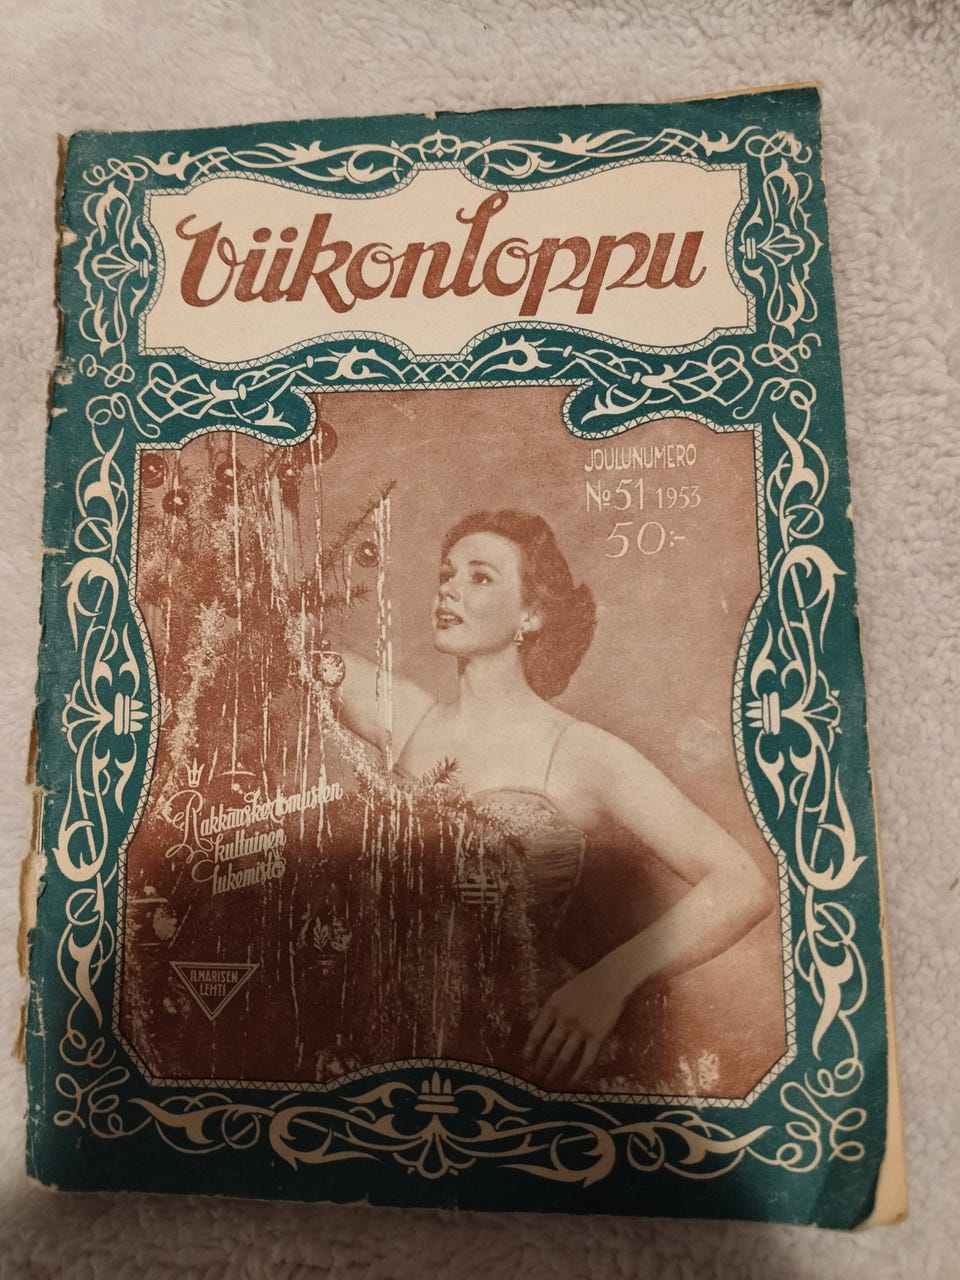 Viikonloppu
JOULUNUMERO
No 51 1953
50:-
Rakkauskertomusten
kultainen
lukemisto
ILMARISEN
LEHTI